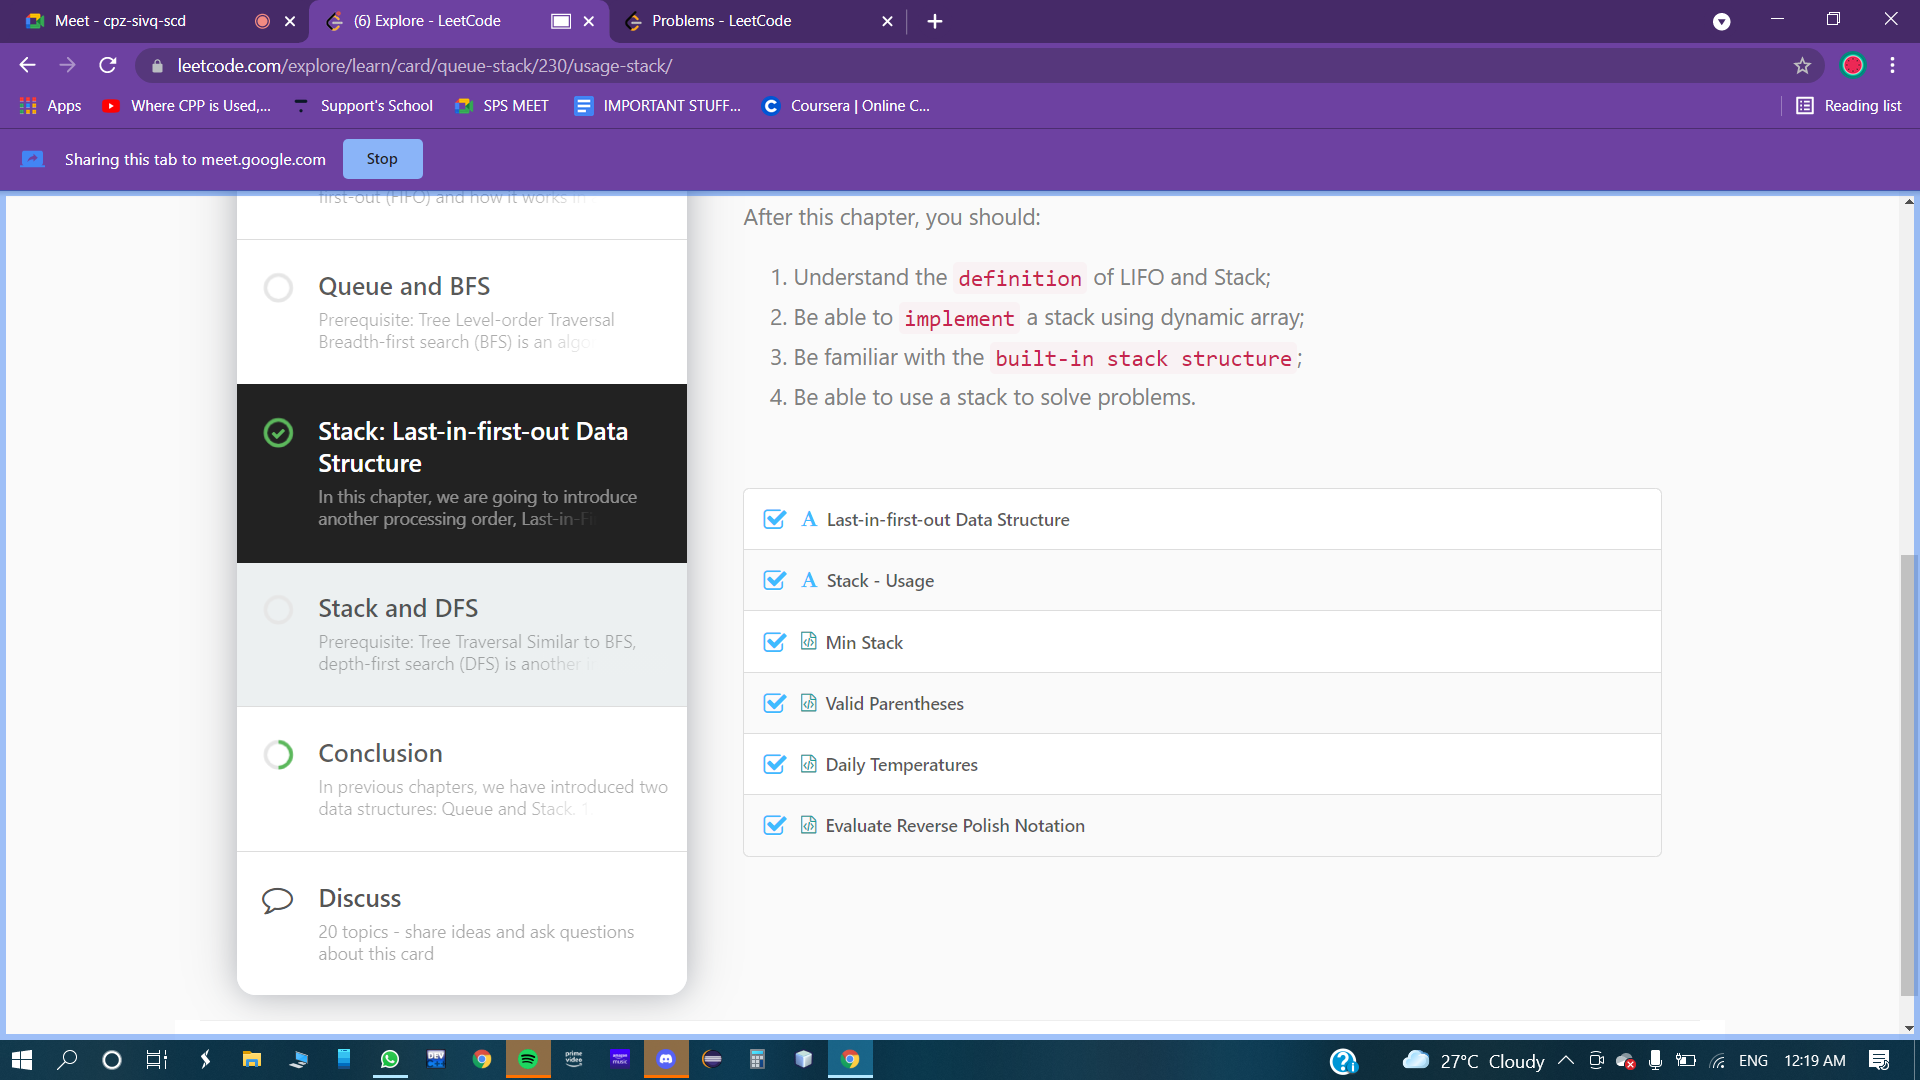 Meet - cpz-sivq-scd
(6) Explore - LeetCode
Problems - LeetCode
leetcode.com/explore/learn/card/queue-stack/230/usage-stack/
Apps
Where CPP is Used,...
Support's School
SPS MEET
IMPORTANT STUFF...
Coursera | Online C...
Reading list
Sharing this tab to meet.google.com
Stop
first-out (FIFO) and how it works in
Queue and BFS
Prerequisite: Tree Level-order Traversal
Breadth-first search (BFS) is an algo
Stack: Last-in-first-out Data
Structure
In this chapter, we are going to introduce
another processing order, Last-in-Fi
Stack and DFS
Prerequisite: Tree Traversal Similar to BFS,
depth-first search (DFS) is another
Conclusion
In previous chapters, we have introduced two
data structures: Queue and Stack. 1
Discuss
20 topics - share ideas and ask questions
about this card
After this chapter, you should:
1. Understand the definition of LIFO and Stack;
2. Be able to implement a stack using dynamic array;
3. Be familiar with the built-in stack structure;
4. Be able to use a stack to solve problems.
A Last-in-first-out Data Structure
A Stack - Usage
Min Stack
Valid Parentheses
Daily Temperatures
Evaluate Reverse Polish Notation
DEV
prime video
amazon music
27°C Cloudy
ENG
12:19 AM